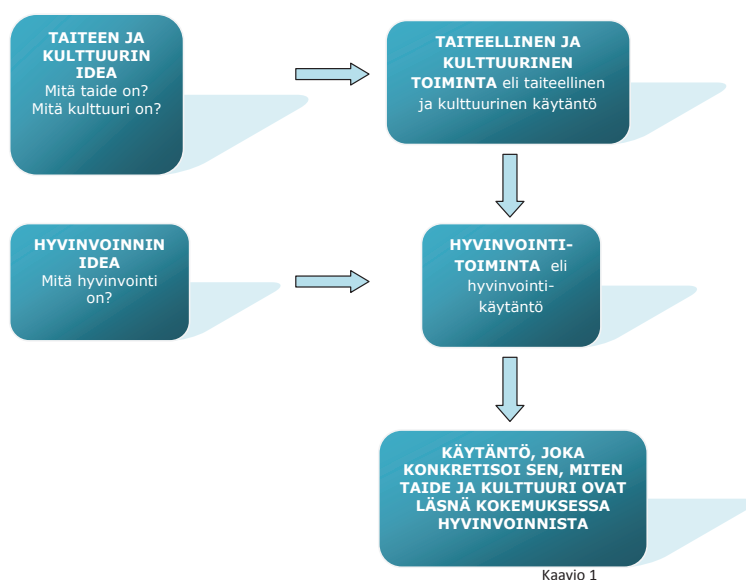 TAITEEN JA
KULTTUURIN
IDEA
Mitä taide on?
Mitä kulttuuri on?
TAITEELLINEN JA
KULTTUURINEN
TOIMINTA eli taiteellinen
ja kulttuurinen käytäntö
HYVINVOINNIN
IDEA
Mitä hyvinvointi
on?
HYVINVOINTI-
TOIMINTA eli
hyvinvointi-
käytäntö
KÄYTÄNTÖ, JOKA
KONKRETISOI SEN, MITEN
TAIDE JA KULTTUURI OVAT
LÄSNÄ KOKEMUKSESSA
HYVINVOINNISTA
Kaavio 1